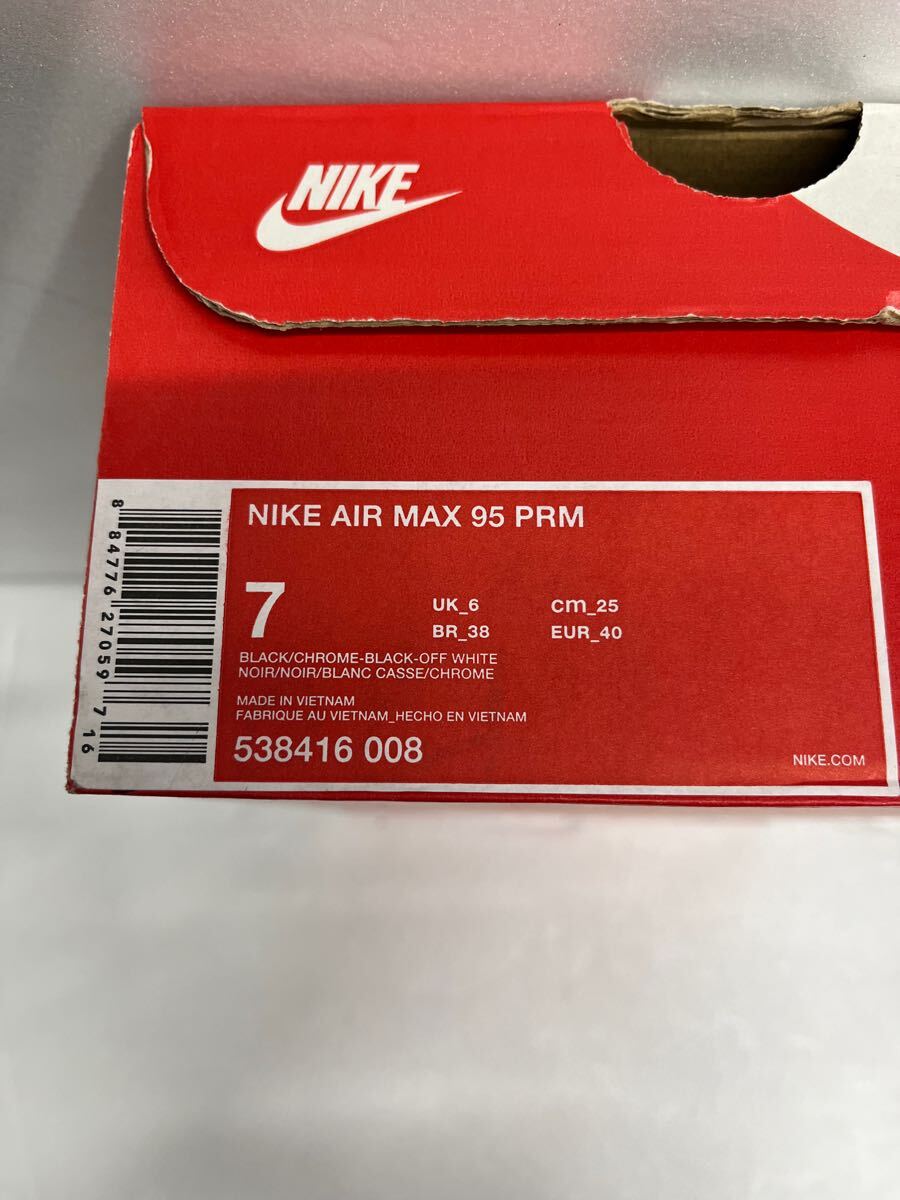 NIKE
NIKE AIR MAX 95 PRM
7
UK_6 cm_25
BR_38 EUR_40
BLACK/CHROME-BLACK-OFF WHITE
NOIR/NOIR/BLANC CASSE/CHROME
MADE IN VIETNAM
FABRIQUE AU VIETNAM_HECHO EN VIETNAM
538416 008
NIKE.COM
8 84776 27059 7 16